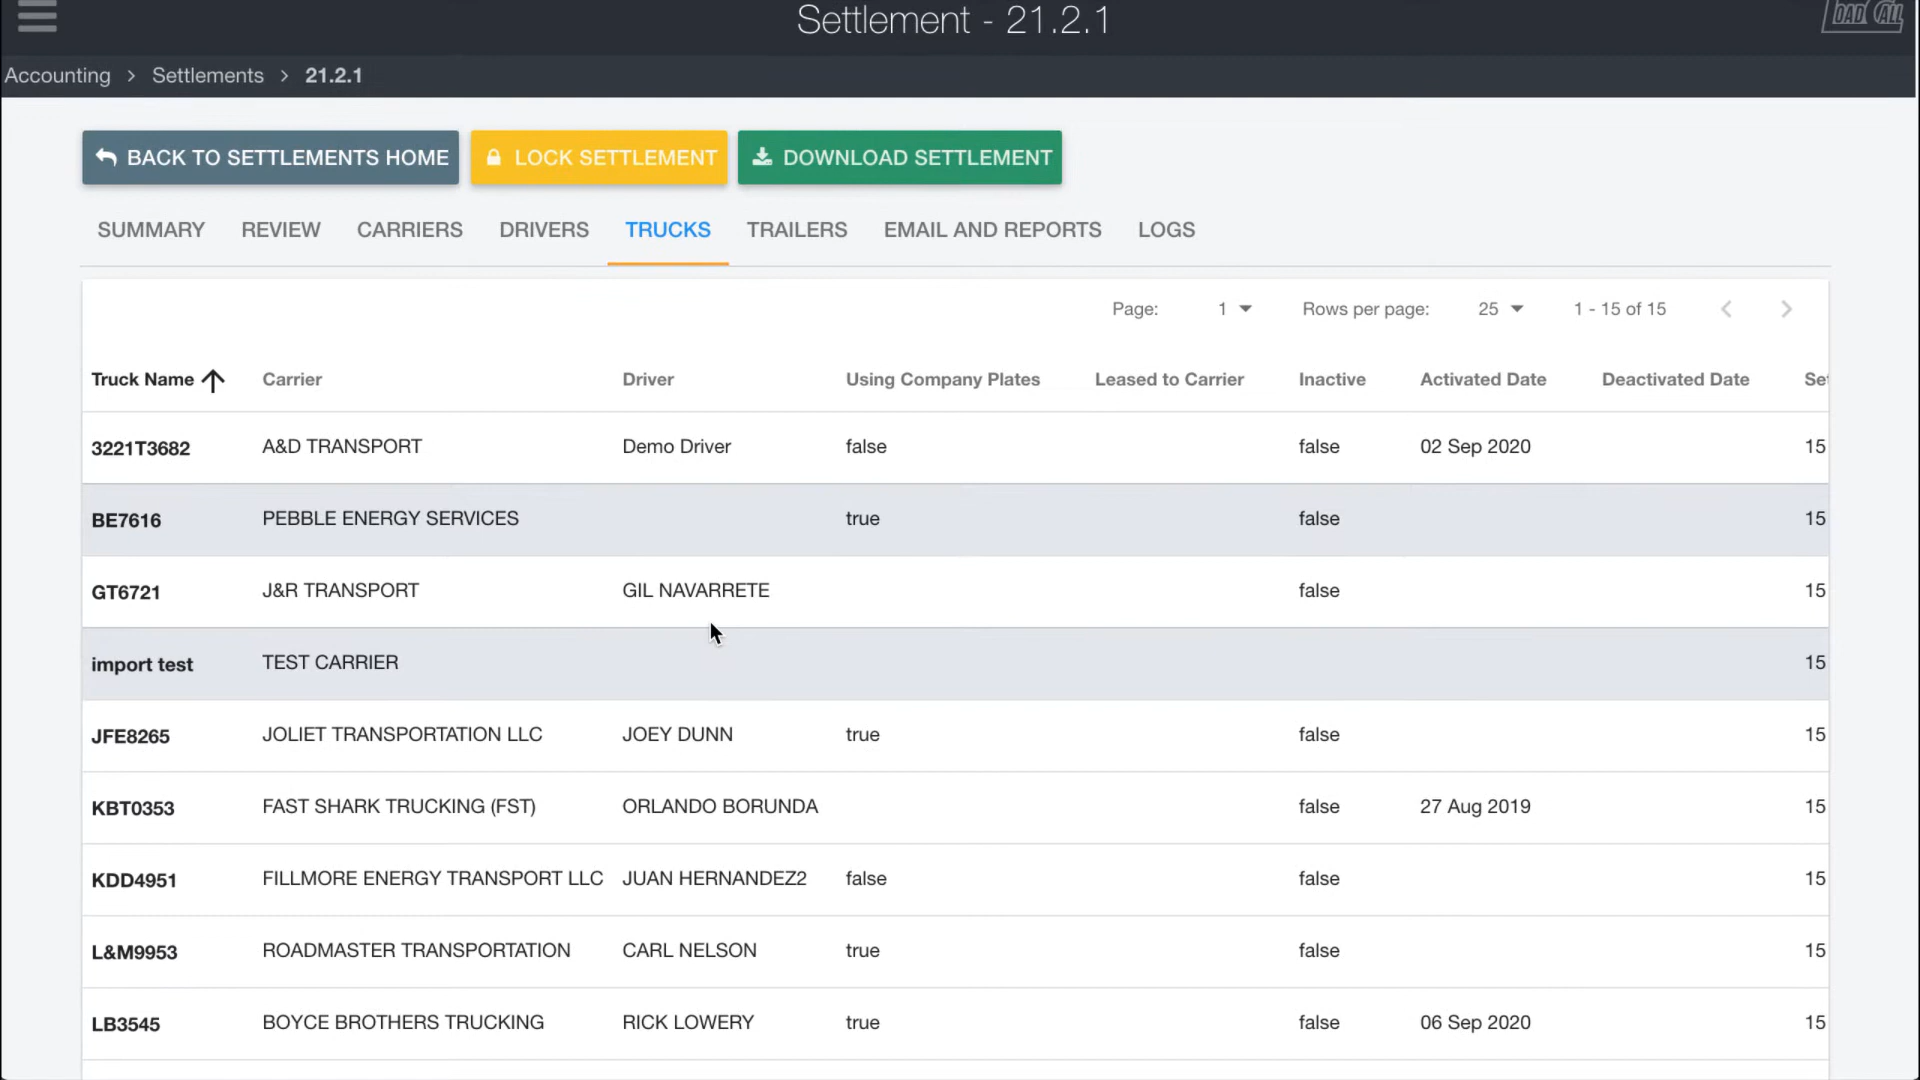 Settlement - 21.2.1
Accounting > Settlements > 21.2.1
BACK TO SETTLEMENTS HOME LOCK SETTLEMENT DOWNLOAD SETTLEMENT
SUMMARY REVIEW CARRIERS DRIVERS TRUCKS TRAILERS EMAIL AND REPORTS LOGS
Page: 1 Rows per page: 25 1 - 15 of 15
Truck Name Carrier Driver Using Company Plates Leased to Carrier Inactive Activated Date Deactivated Date
3221T3682 A&D TRANSPORT Demo Driver false false 02 Sep 2020 15
BE7616 PEBBLE ENERGY SERVICES true false 15
GT6721 J&R TRANSPORT GIL NAVARRETE false 15
import test TEST CARRIER 15
JFE8265 JOLIET TRANSPORTATION LLC JOEY DUNN true false 15
KBT0353 FAST SHARK TRUCKING (FST) ORLANDO BORUNDA false 27 Aug 2019 15
KDD4951 FILLMORE ENERGY TRANSPORT LLC JUAN HERNANDEZ2 false false 15
L&M9953 ROADMASTER TRANSPORTATION CARL NELSON true false 15
LB3545 BOYCE BROTHERS TRUCKING RICK LOWERY true false 06 Sep 2020 15